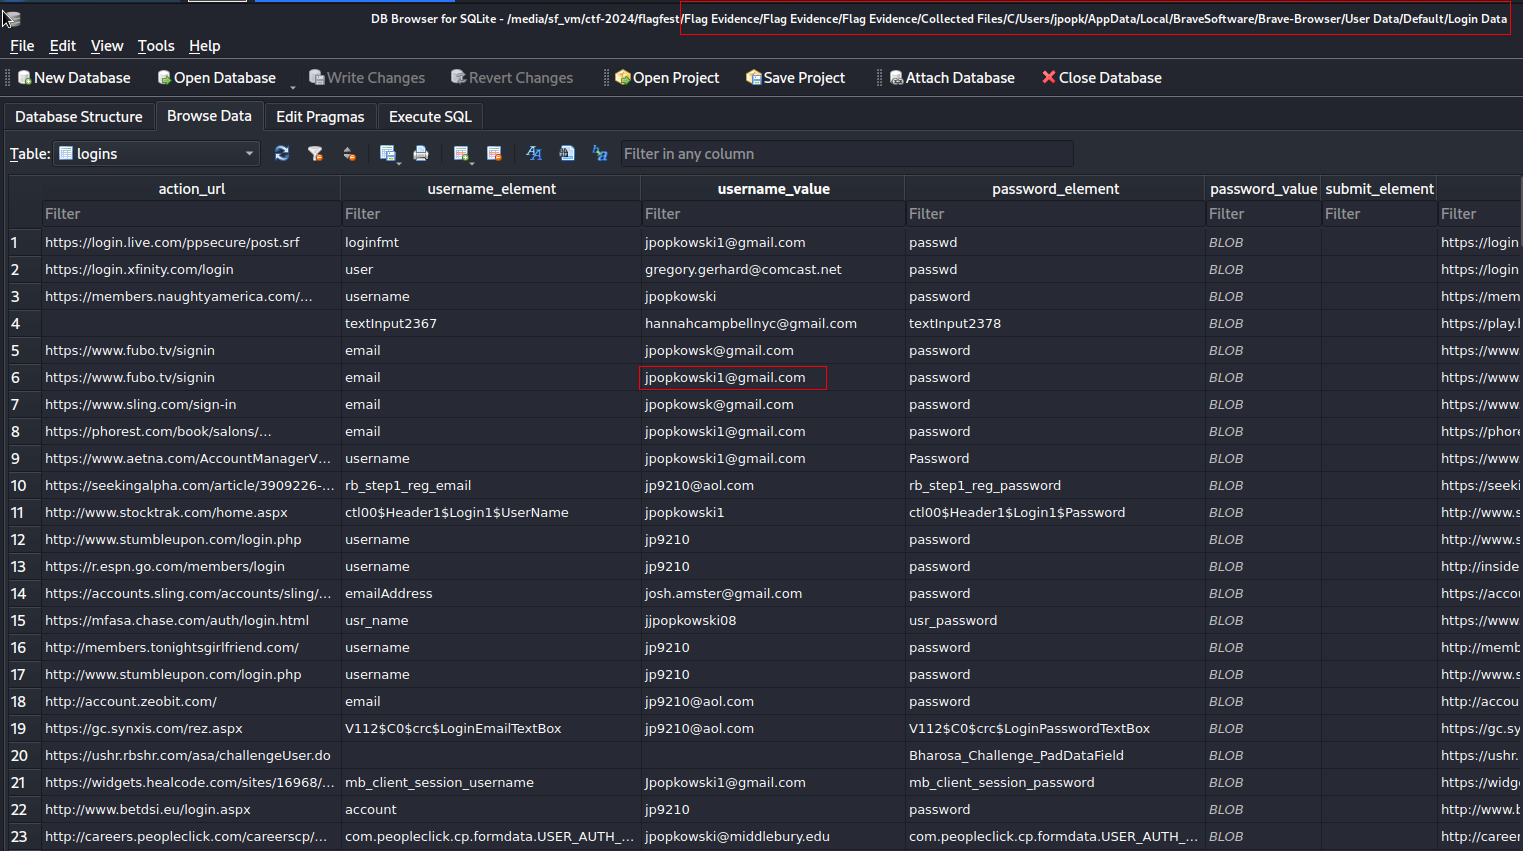 DB Browser for SQLite - /media/sf_vm/ctf-2024/flagfest/Flag Evidence/Flag Evidence/Flag Evidence/Collected Files/C/Users/jpopk/AppData/Local/BraveSoftware/Brave-Browser/User Data/Default/Login Data
File Edit View Tools Help
New Database Open Database Write Changes Revert Changes Open Project Save Project Attach Database Close Database
Database Structure Browse Data Edit Pragmas Execute SQL
Table: logins Filter in any column
action_url username_element username_value password_element password_value submit_element
Filter Filter Filter Filter Filter Filter Filter
1 https://login.live.com/ppsecure/post.srf loginfmt jpopkowski1@gmail.com passwd BLOB https://login
2 https://login.xfinity.com/login user gregory.gerhard@comcast.net passwd BLOB https://login
3 https://members.naughtyamerica.com/... username jpopkowski password BLOB https://mem
4 textInput2367 hannahcampbellnyc@gmail.com textInput2378 BLOB https://play.
5 https://www.fubo.tv/signin email jpopkowsk@gmail.com password BLOB https://www.
6 https://www.fubo.tv/signin email jpopkowski1@gmail.com password BLOB https://www.
7 https://www.sling.com/sign-in email jpopkowsk@gmail.com password BLOB https://www.
8 https://phorest.com/book/salons/... email jpopkowski1@gmail.com password BLOB https://phore
9 https://www.aetna.com/AccountManagerV... username jpopkowski1@gmail.com Password BLOB https://www.
10 https://seekingalpha.com/article/3909226-... rb_step1_reg_email jp9210@aol.com rb_step1_reg_password BLOB https://seeki
11 http://www.stocktrak.com/home.aspx ctl00$Header1$Login1$UserName jpopkowski1 ctl00$Header1$Login1$Password BLOB http://www.s
12 http://www.stumbleupon.com/login.php username jp9210 password BLOB http://www.s
13 https://r.espn.go.com/members/login username jp9210 password BLOB http://inside
14 https://accounts.sling.com/accounts/sling/... emailAddress josh.amster@gmail.com password BLOB https://accou
15 https://mfasa.chase.com/auth/login.html usr_name jjpopkowski08 usr_password BLOB https://www.
16 http://members.tonightsgirlfriend.com/ username jp9210 password BLOB http://memb
17 http://www.stumbleupon.com/login.php username jp9210 password BLOB http://www.s
18 http://account.zeobit.com/ email jp9210@aol.com password BLOB http://accou
19 https://gc.synxis.com/rez.aspx V112$C0$crc$LoginEmailTextBox jp9210@aol.com V112$C0$crc$LoginPasswordTextBox BLOB https://gc.sy
20 https://ushr.rbshr.com/asa/challengeUser.do Bharosa_Challenge_PadDataField BLOB https://ushr.
21 https://widgets.healcode.com/sites/16968/... mb_client_session_username Jpopkowski1@gmail.com mb_client_session_password BLOB https://widg
22 http://www.betdsi.eu/login.aspx account jp9210 password BLOB http://www.b
23 http://careers.peopleclick.com/careerscp/... com.peopleclick.cp.formdata.USER_AUTH_... jpopkowski@middlebury.edu com.peopleclick.cp.formdata.USER_AUTH_... BLOB http://career